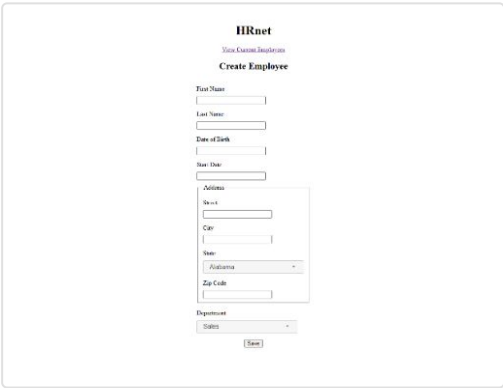 HRnet
View Current Employees
Create Employee
First Name
Last Name
Date of Birth
Start Date
Address
Street
City
State
Alabama
Zip Code
Department
Sales
Save